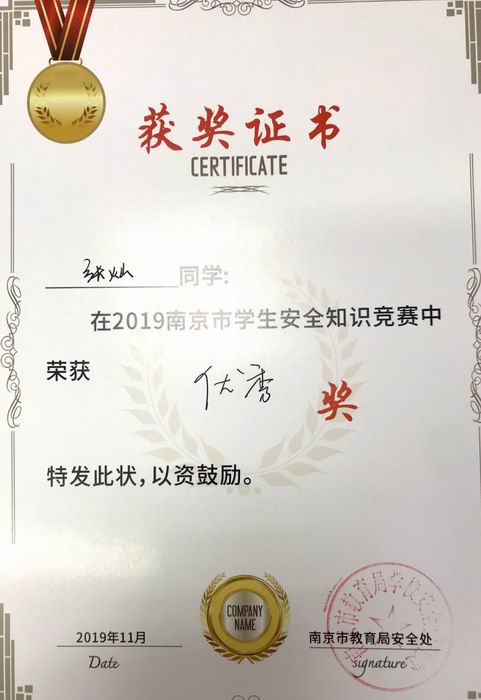 获奖证书
CERTIFICATE
张灿 同学:
在2019南京市学生安全知识竞赛中
荣获
优秀 奖
特发此状，以资鼓励。
COMPANY
NAME
2019年11月 南京市教育局安全处
Date signature